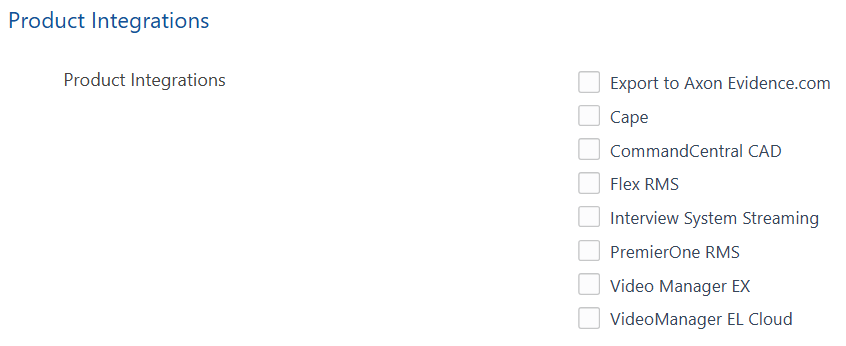 Product Integrations
Product Integrations
Export to Axon Evidence.com
Cape
CommandCentral CAD
Flex RMS
Interview System Streaming
PremierOne RMS
Video Manager EX
VideoManager EL Cloud